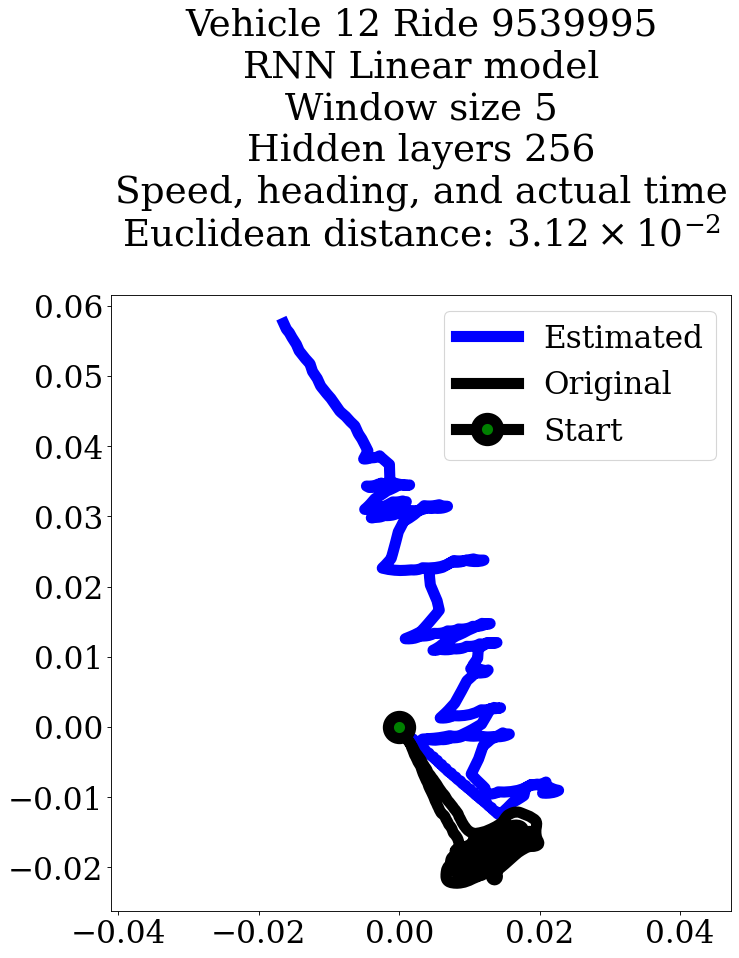 Vehicle 12 Ride 9539995
RNN Linear model
Window size 5
Hidden layers 256
Speed, heading, and actual time
Euclidean distance: 3.12 × 10⁻²
0.06
0.05
0.04
0.03
0.02
0.01
0.00
−0.01
−0.02
Estimated
Original
Start
−0.04 −0.02 0.00 0.02 0.04